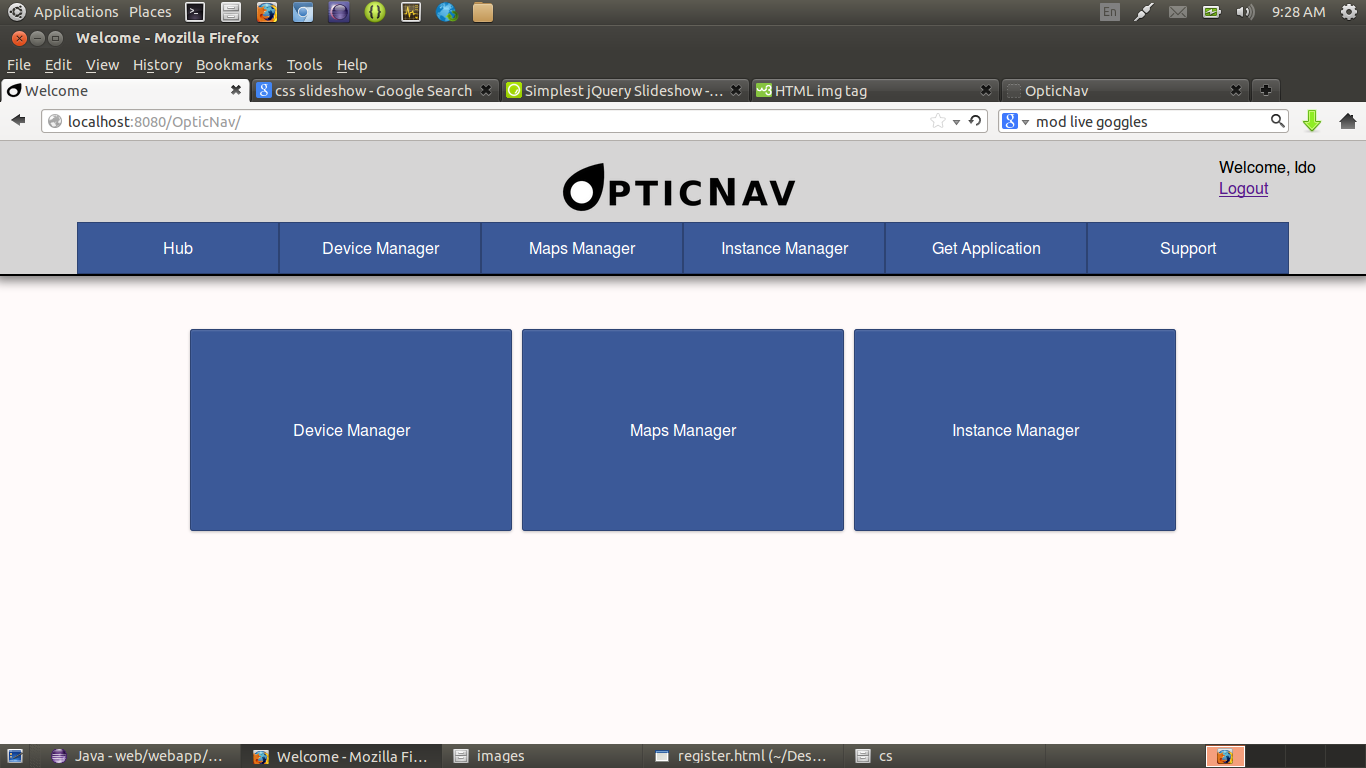 Applications Places En 9:28 AM
Welcome - Mozilla Firefox
File Edit View History Bookmarks Tools Help
Welcome css slideshow - Google Search Simplest jQuery Slideshow -... HTML img tag OpticNav
localhost:8080/OpticNav/ mod live goggles
OPTICNAV
Welcome, Ido
Logout
Hub Device Manager Maps Manager Instance Manager Get Application Support
Device Manager Maps Manager Instance Manager
Java - web/webapp/... Welcome - Mozilla Fi... images register.html (~/Des... cs